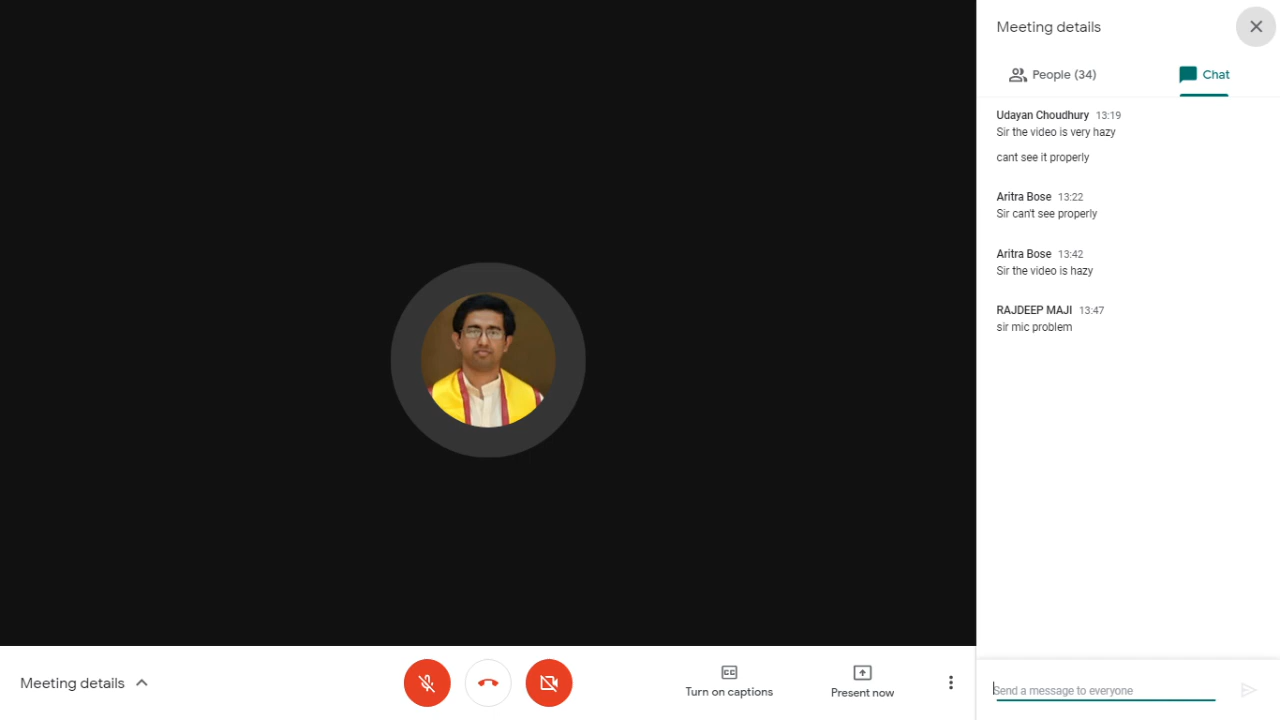 Meeting details
People (34)
Chat
Udayan Choudhury 13:19
Sir the video is very hazy
cant see it properly
Aritra Bose 13:22
Sir can't see properly
Aritra Bose 13:42
Sir the video is hazy
RAJDEEP MAJI 13:47
sir mic problem
Send a message to everyone
Meeting details
CC
Turn on captions
Present now